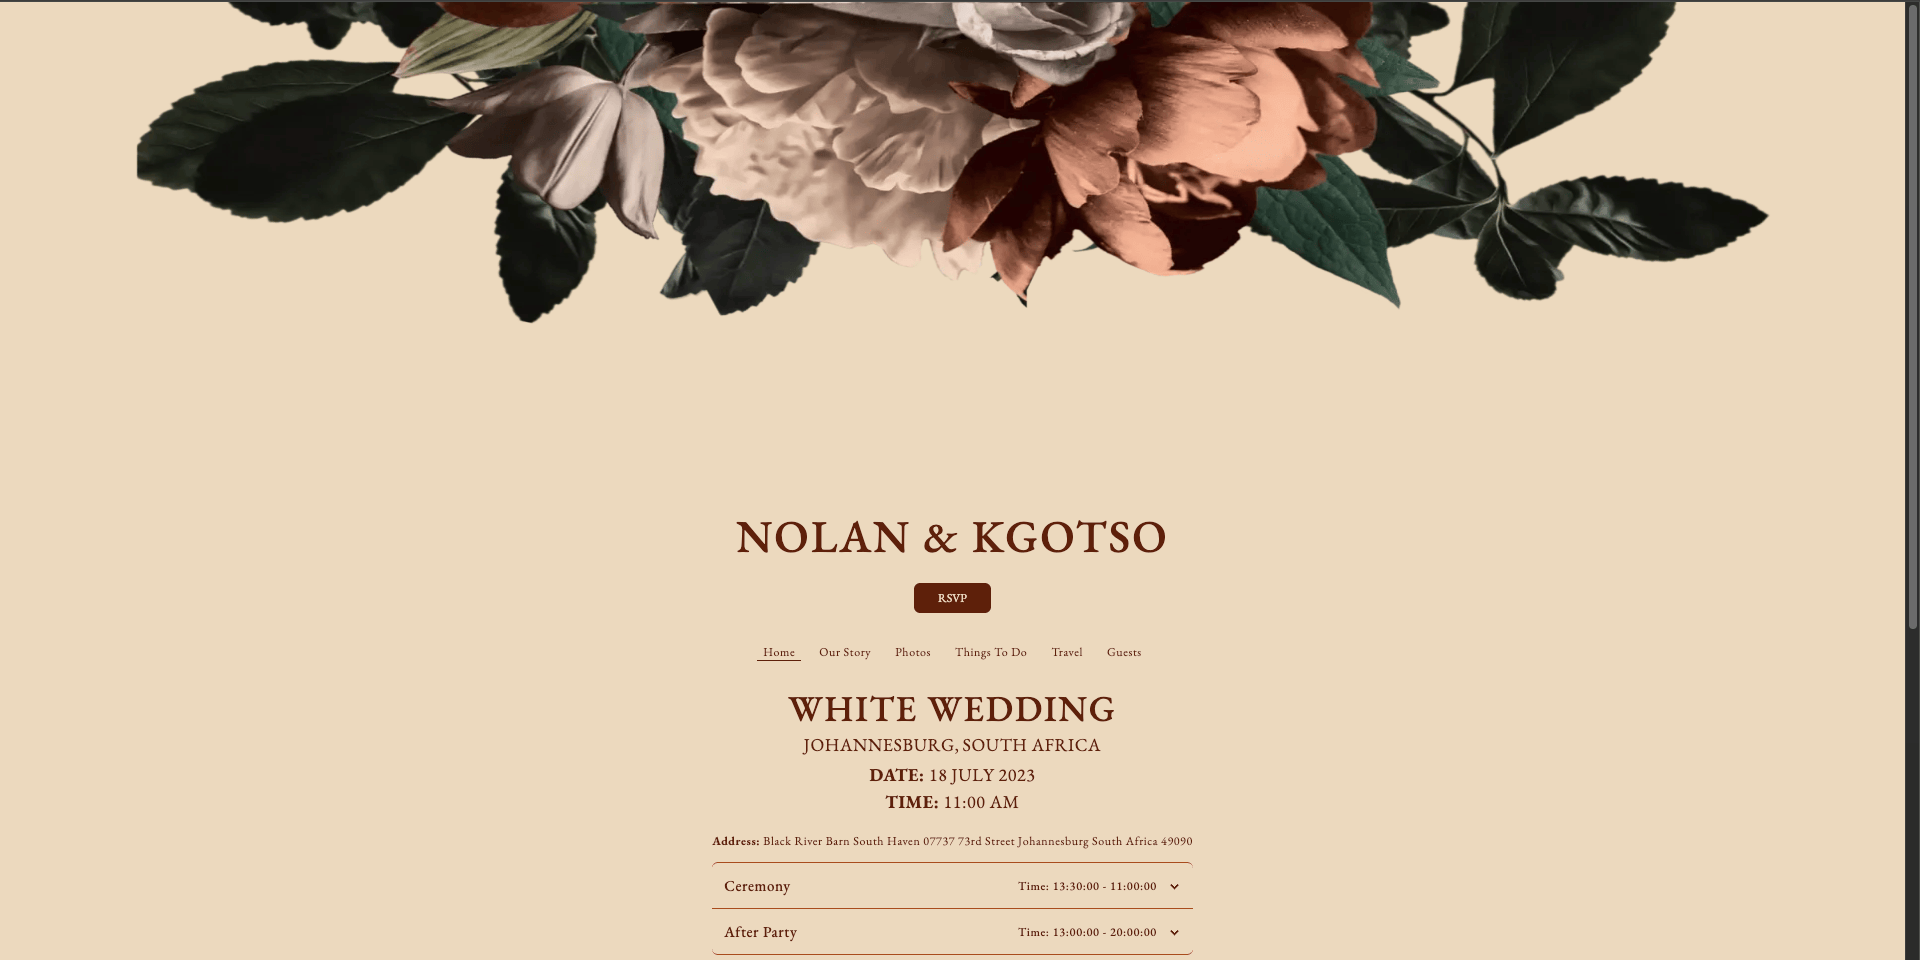 NOLAN & KGOTSO
RSVP
Home Our Story Photos Things To Do Travel Guests
WHITE WEDDING
JOHANNESBURG, SOUTH AFRICA
DATE: 18 JULY 2023
TIME: 11:00 AM
Address: Black River Barn South Haven 07737 73rd Street Johannesburg South Africa 49090
Ceremony Time: 13:30:00 - 11:00:00
After Party Time: 13:00:00 - 20:00:00